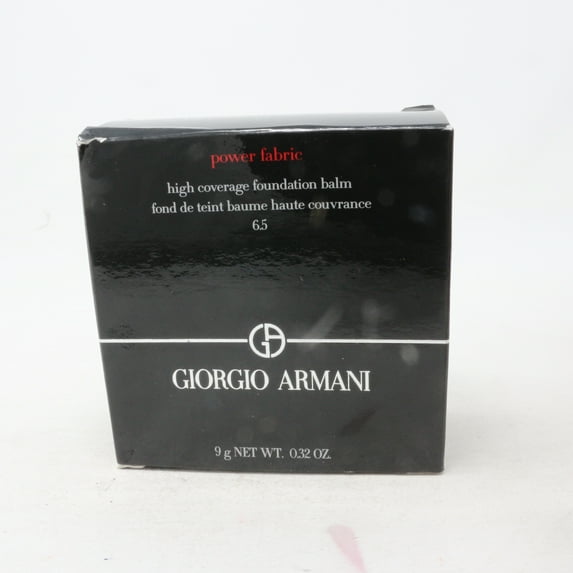 power fabric
high coverage foundation balm
fond de teint baume haute couvrance
6.5
GA
GIORGIO ARMANI
9 g NET WT. 0.32 OZ.